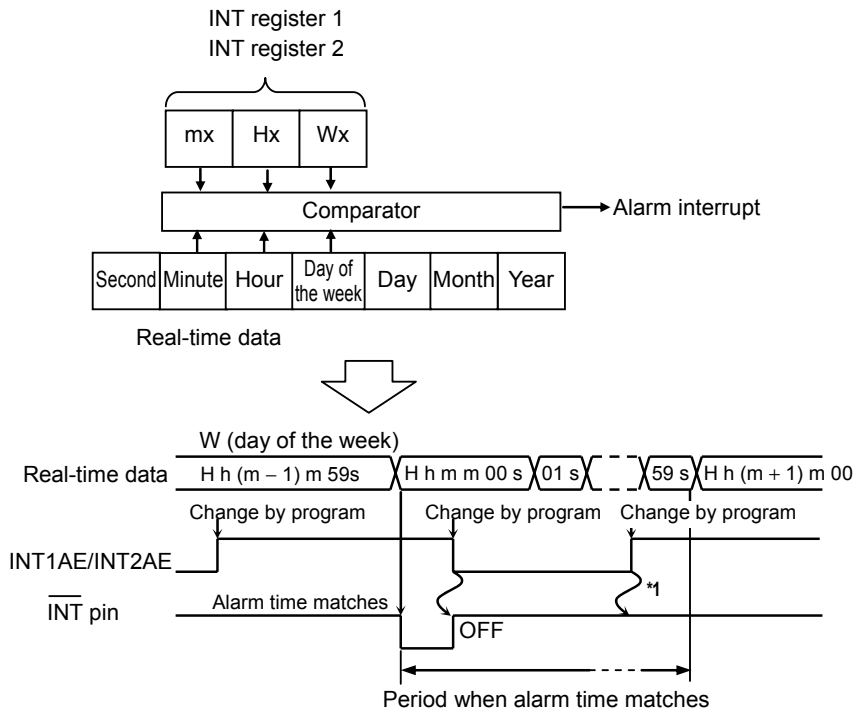 INT register 1
INT register 2
mx Hx Wx
Comparator
Alarm interrupt
Second Minute Hour Day of the week Day Month Year
Real-time data
W (day of the week)
Real-time data H h (m − 1) m 59s H h m m 00 s 01 s 59 s H h (m + 1) m 00
Change by program Change by program Change by program
INT1AE/INT2AE
*1
INT pin Alarm time matches
OFF
Period when alarm time matches